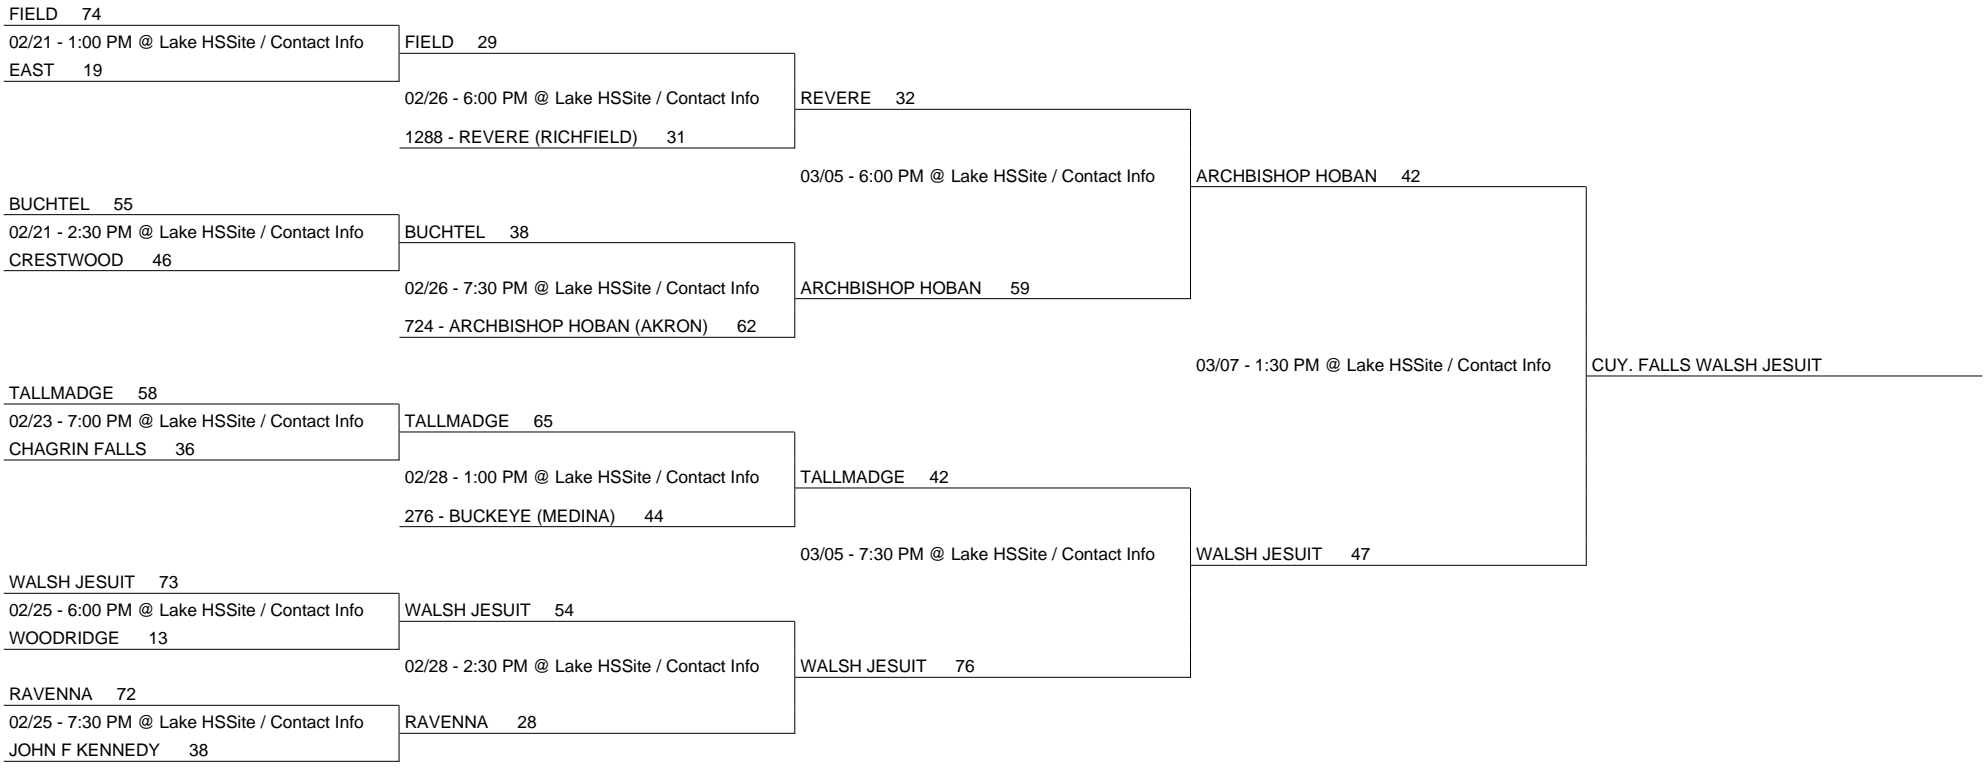 FIELD 74
02/21 - 1:00 PM @ Lake HSSite / Contact Info
EAST 19
FIELD 29
02/26 - 6:00 PM @ Lake HSSite / Contact Info
1288 - REVERE (RICHFIELD) 31
REVERE 32
03/05 - 6:00 PM @ Lake HSSite / Contact Info
ARCHBISHOP HOBAN 42
BUCHTEL 55
02/21 - 2:30 PM @ Lake HSSite / Contact Info
CRESTWOOD 46
BUCHTEL 38
02/26 - 7:30 PM @ Lake HSSite / Contact Info
724 - ARCHBISHOP HOBAN (AKRON) 62
ARCHBISHOP HOBAN 59
03/07 - 1:30 PM @ Lake HSSite / Contact Info
CUY. FALLS WALSH JESUIT
TALLMADGE 58
02/23 - 7:00 PM @ Lake HSSite / Contact Info
CHAGRIN FALLS 36
TALLMADGE 65
02/28 - 1:00 PM @ Lake HSSite / Contact Info
276 - BUCKEYE (MEDINA) 44
TALLMADGE 42
03/05 - 7:30 PM @ Lake HSSite / Contact Info
WALSH JESUIT 47
WALSH JESUIT 73
02/25 - 6:00 PM @ Lake HSSite / Contact Info
WOODRIDGE 13
WALSH JESUIT 54
02/28 - 2:30 PM @ Lake HSSite / Contact Info
WALSH JESUIT 76
RAVENNA 72
02/25 - 7:30 PM @ Lake HSSite / Contact Info
JOHN F KENNEDY 38
RAVENNA 28